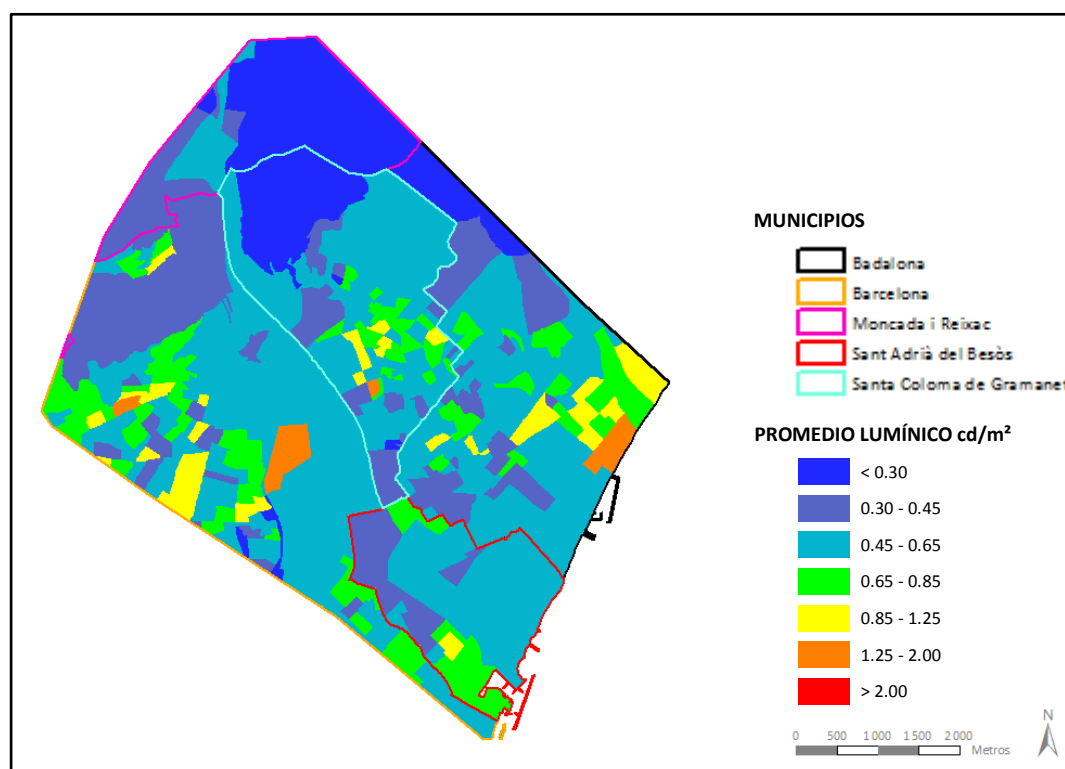 MUNICIPIOS
Badalona
Barcelona
Moncada i Reixac
Sant Adrià del Besòs
Santa Coloma de Gramanet
PROMEDIO LUMÍNICO cd/m²
< 0.30
0.30 - 0.45
0.45 - 0.65
0.65 - 0.85
0.85 - 1.25
1.25 - 2.00
> 2.00
N
0 500 1 000 1 500 2 000
Metros